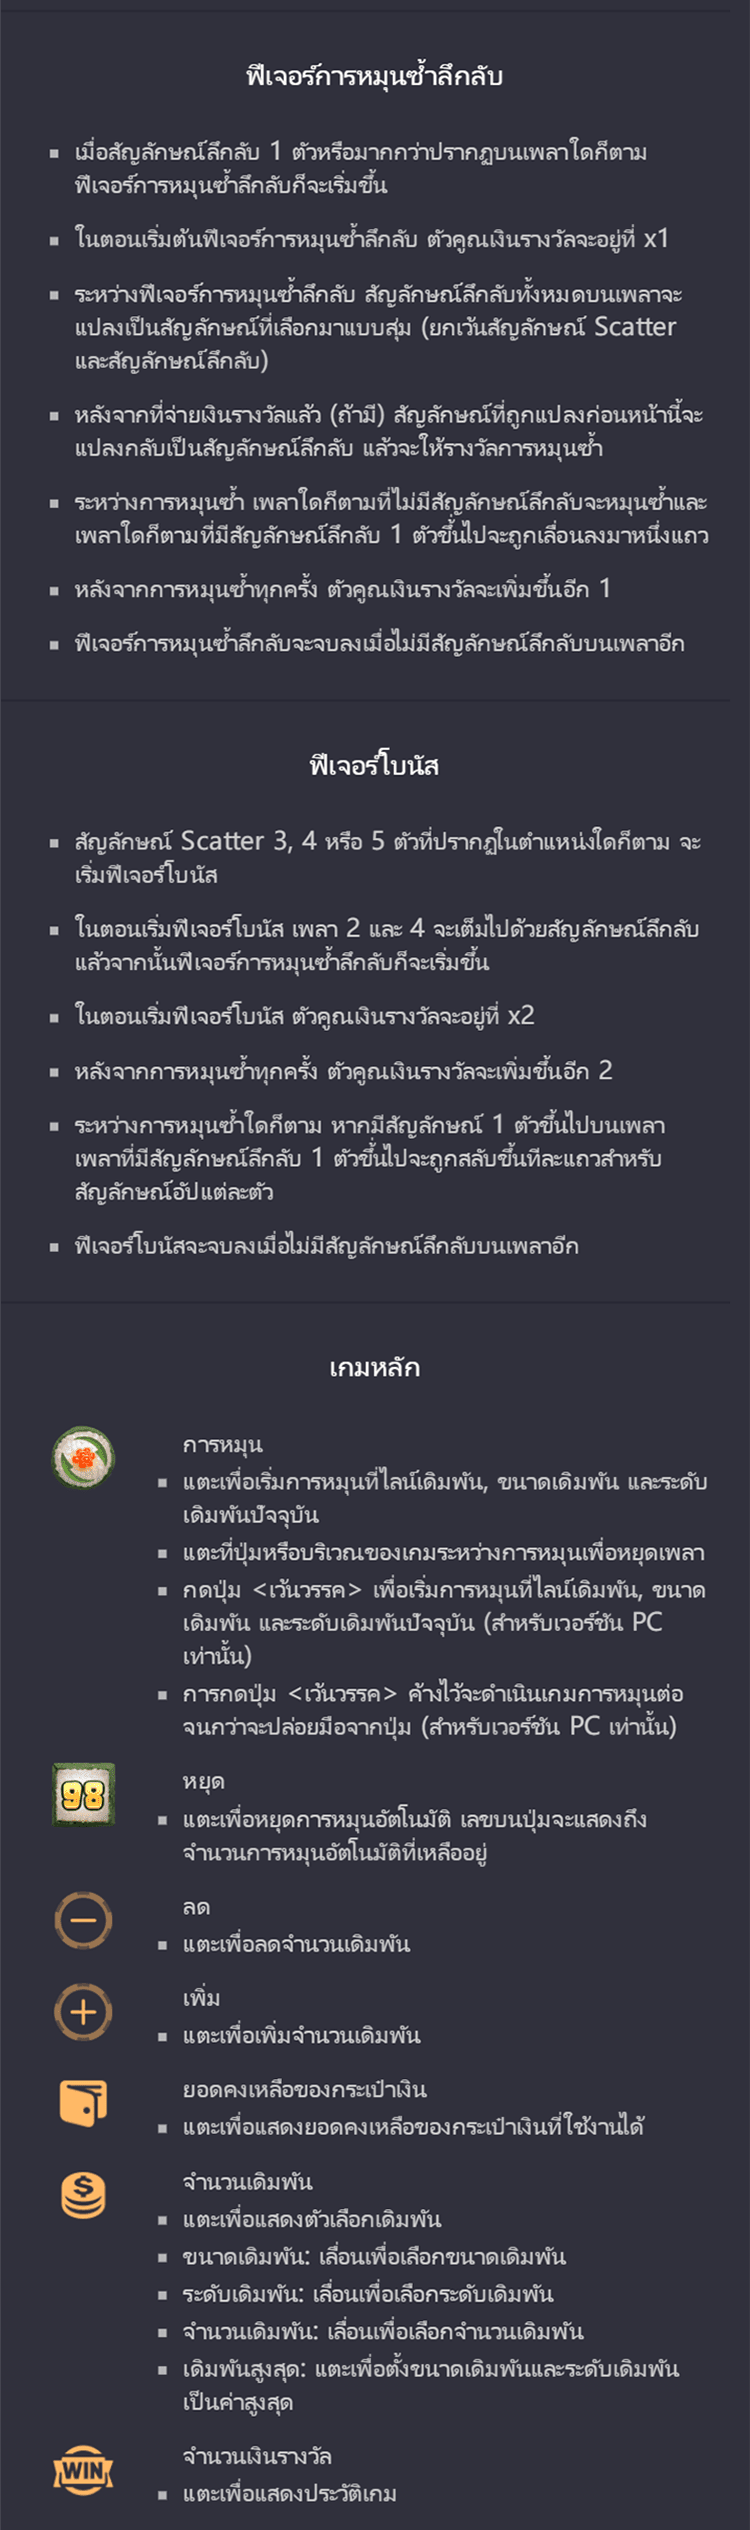 ฟีเจอร์การหมุนซ้ำลึกลับ
เมื่อสัญลักษณ์ลึกลับ 1 ตัวหรือมากกว่าปรากฏบนเพลาใดก็ตาม
ฟีเจอร์การหมุนซ้ำลึกลับก็จะเริ่มขึ้น
ในตอนเริ่มต้นฟีเจอร์การหมุนซ้ำลึกลับ ตัวคูณเงินรางวัลจะอยู่ที่ x1
ระหว่างฟีเจอร์การหมุนซ้ำลึกลับ สัญลักษณ์ลึกลับทั้งหมดบนเพลาจะ
แปลงเป็นสัญลักษณ์ที่เลือกมาแบบสุ่ม (ยกเว้นสัญลักษณ์ Scatter
และสัญลักษณ์ลึกลับ)
หลังจากที่จ่ายเงินรางวัลแล้ว (ถ้ามี) สัญลักษณ์ที่ถูกแปลงก่อนหน้านี้จะ
แปลงกลับเป็นสัญลักษณ์ลึกลับ แล้วจะให้รางวัลการหมุนซ้ำ
ระหว่างการหมุนซ้ำ เพลาใดก็ตามที่ไม่มีสัญลักษณ์ลึกลับจะหมุนซ้ำและ
เพลาใดก็ตามที่มีสัญลักษณ์ลึกลับ 1 ตัวขึ้นไปจะถูกเลื่อนลงมาหนึ่งแถว
หลังจากการหมุนซ้ำทุกครั้ง ตัวคูณเงินรางวัลจะเพิ่มขึ้นอีก 1
ฟีเจอร์การหมุนซ้ำลึกลับจะจบลงเมื่อไม่มีสัญลักษณ์ลึกลับบนเพลาอีก
ฟีเจอร์โบนัส
สัญลักษณ์ Scatter 3, 4 หรือ 5 ตัวที่ปรากฏในตำแหน่งใดก็ตาม จะ
เริ่มฟีเจอร์โบนัส
ในตอนเริ่มฟีเจอร์โบนัส เพลา 2 และ 4 จะเต็มไปด้วยสัญลักษณ์ลึกลับ
แล้วจากนั้นฟีเจอร์การหมุนซ้ำลึกลับก็จะเริ่มขึ้น
ในตอนเริ่มฟีเจอร์โบนัส ตัวคูณเงินรางวัลจะอยู่ที่ x2
หลังจากการหมุนซ้ำทุกครั้ง ตัวคูณเงินรางวัลจะเพิ่มขึ้นอีก 2
ระหว่างการหมุนซ้ำใดก็ตาม หากมีสัญลักษณ์ 1 ตัวขึ้นไปบนเพลา
เพลาที่มีสัญลักษณ์ลึกลับ 1 ตัวขึ้นไปจะถูกสลับขึ้นทีละแถวสำหรับ
สัญลักษณ์อัปแต่ละตัว
ฟีเจอร์โบนัสจะจบลงเมื่อไม่มีสัญลักษณ์ลึกลับบนเพลาอีก
เกมหลัก
การหมุน
แตะเพื่อเริ่มการหมุนที่ไลน์เดิมพัน, ขนาดเดิมพัน และระดับ
เดิมพันปัจจุบัน
แตะที่ปุ่มหรือบริเวณของเกมระหว่างการหมุนเพื่อหยุดเพลา
กดปุ่ม <เว้นวรรค> เพื่อเริ่มการหมุนที่ไลน์เดิมพัน, ขนาด
เดิมพัน และระดับเดิมพันปัจจุบัน (สำหรับเวอร์ชัน PC
เท่านั้น)
การกดปุ่ม <เว้นวรรค> ค้างไว้จะดำเนินเกมการหมุนต่อ
จนกว่าจะปล่อยมือจากปุ่ม (สำหรับเวอร์ชัน PC เท่านั้น)
98
หยุด
แตะเพื่อหยุดการหมุนอัตโนมัติ เลขบนปุ่มจะแสดงถึง
จำนวนการหมุนอัตโนมัติที่เหลืออยู่
ลด
แตะเพื่อลดจำนวนเดิมพัน
เพิ่ม
แตะเพื่อเพิ่มจำนวนเดิมพัน
ยอดคงเหลือของกระเป๋าเงิน
แตะเพื่อแสดงยอดคงเหลือของกระเป๋าเงินที่ใช้งานได้
จำนวนเดิมพัน
แตะเพื่อแสดงตัวเลือกเดิมพัน
ขนาดเดิมพัน: เลื่อนเพื่อเลือกขนาดเดิมพัน
ระดับเดิมพัน: เลื่อนเพื่อเลือกระดับเดิมพัน
จำนวนเดิมพัน: เลื่อนเพื่อเลือกจำนวนเดิมพัน
เดิมพันสูงสุด: แตะเพื่อตั้งขนาดเดิมพันและระดับเดิมพัน
เป็นค่าสูงสุด
WIN
จำนวนเงินรางวัล
แตะเพื่อแสดงประวัติเกม